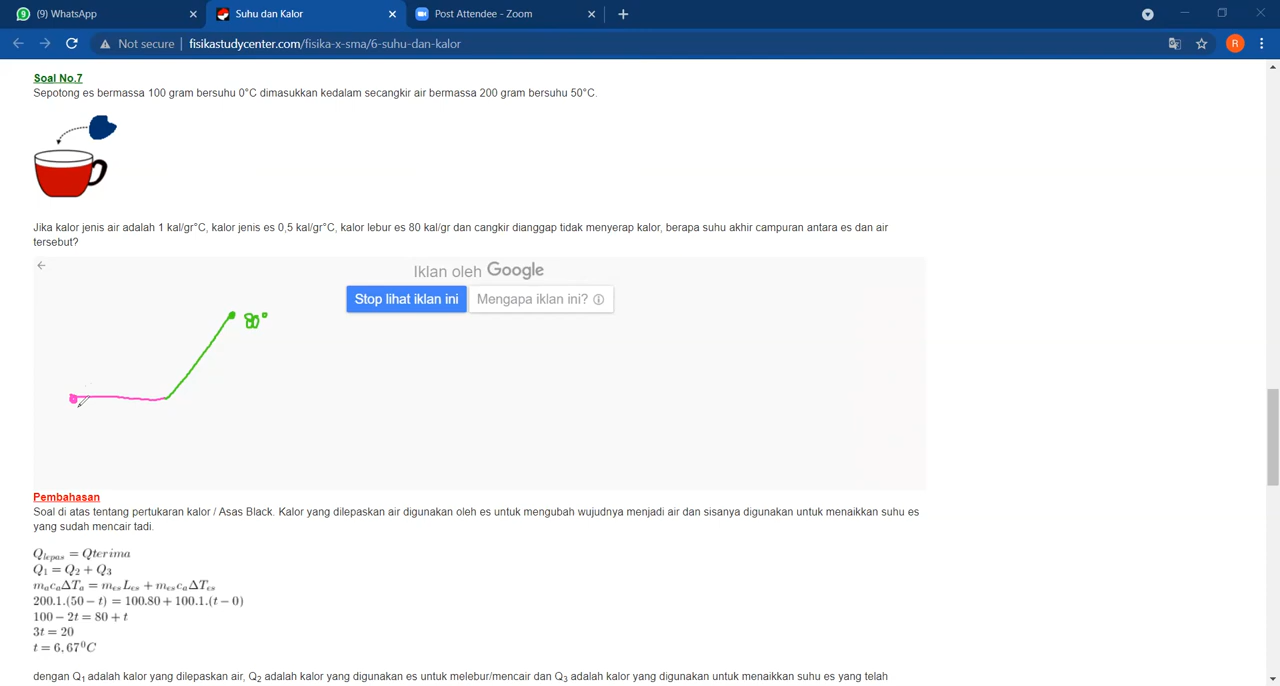 (9) WhatsApp
Suhu dan Kalor
Post Attendee - Zoom
Not secure
fisikastudycenter.com/fisika-x-sma/6-suhu-dan-kalor
R
Soal No.7
Sepotong es bermassa 100 gram bersuhu 0°C dimasukkan kedalam secangkir air bermassa 200 gram bersuhu 50°C.
Jika kalor jenis air adalah 1 kal/gr°C, kalor jenis es 0,5 kal/gr°C, kalor lebur es 80 kal/gr dan cangkir dianggap tidak menyerap kalor, berapa suhu akhir campuran antara es dan air
tersebut?
Iklan oleh Google
Stop lihat iklan ini
Mengapa iklan ini?
Pembahasan
Soal di atas tentang pertukaran kalor / Asas Black. Kalor yang dilepaskan air digunakan oleh es untuk mengubah wujudnya menjadi air dan sisanya digunakan untuk menaikkan suhu es
yang sudah mencair tadi.
Q_lepas = Qterima
Q₁ = Q₂ + Q₃
mₐcₐΔTₐ = m_es L_es + m_es cₐΔT_es
200.1.(50 − t) = 100.80 + 100.1.(t − 0)
100 − 2t = 80 + t
3t = 20
t = 6,67⁰C
dengan Q₁ adalah kalor yang dilepaskan air, Q₂ adalah kalor yang digunakan es untuk melebur/mencair dan Q₃ adalah kalor yang digunakan untuk menaikkan suhu es yang telah